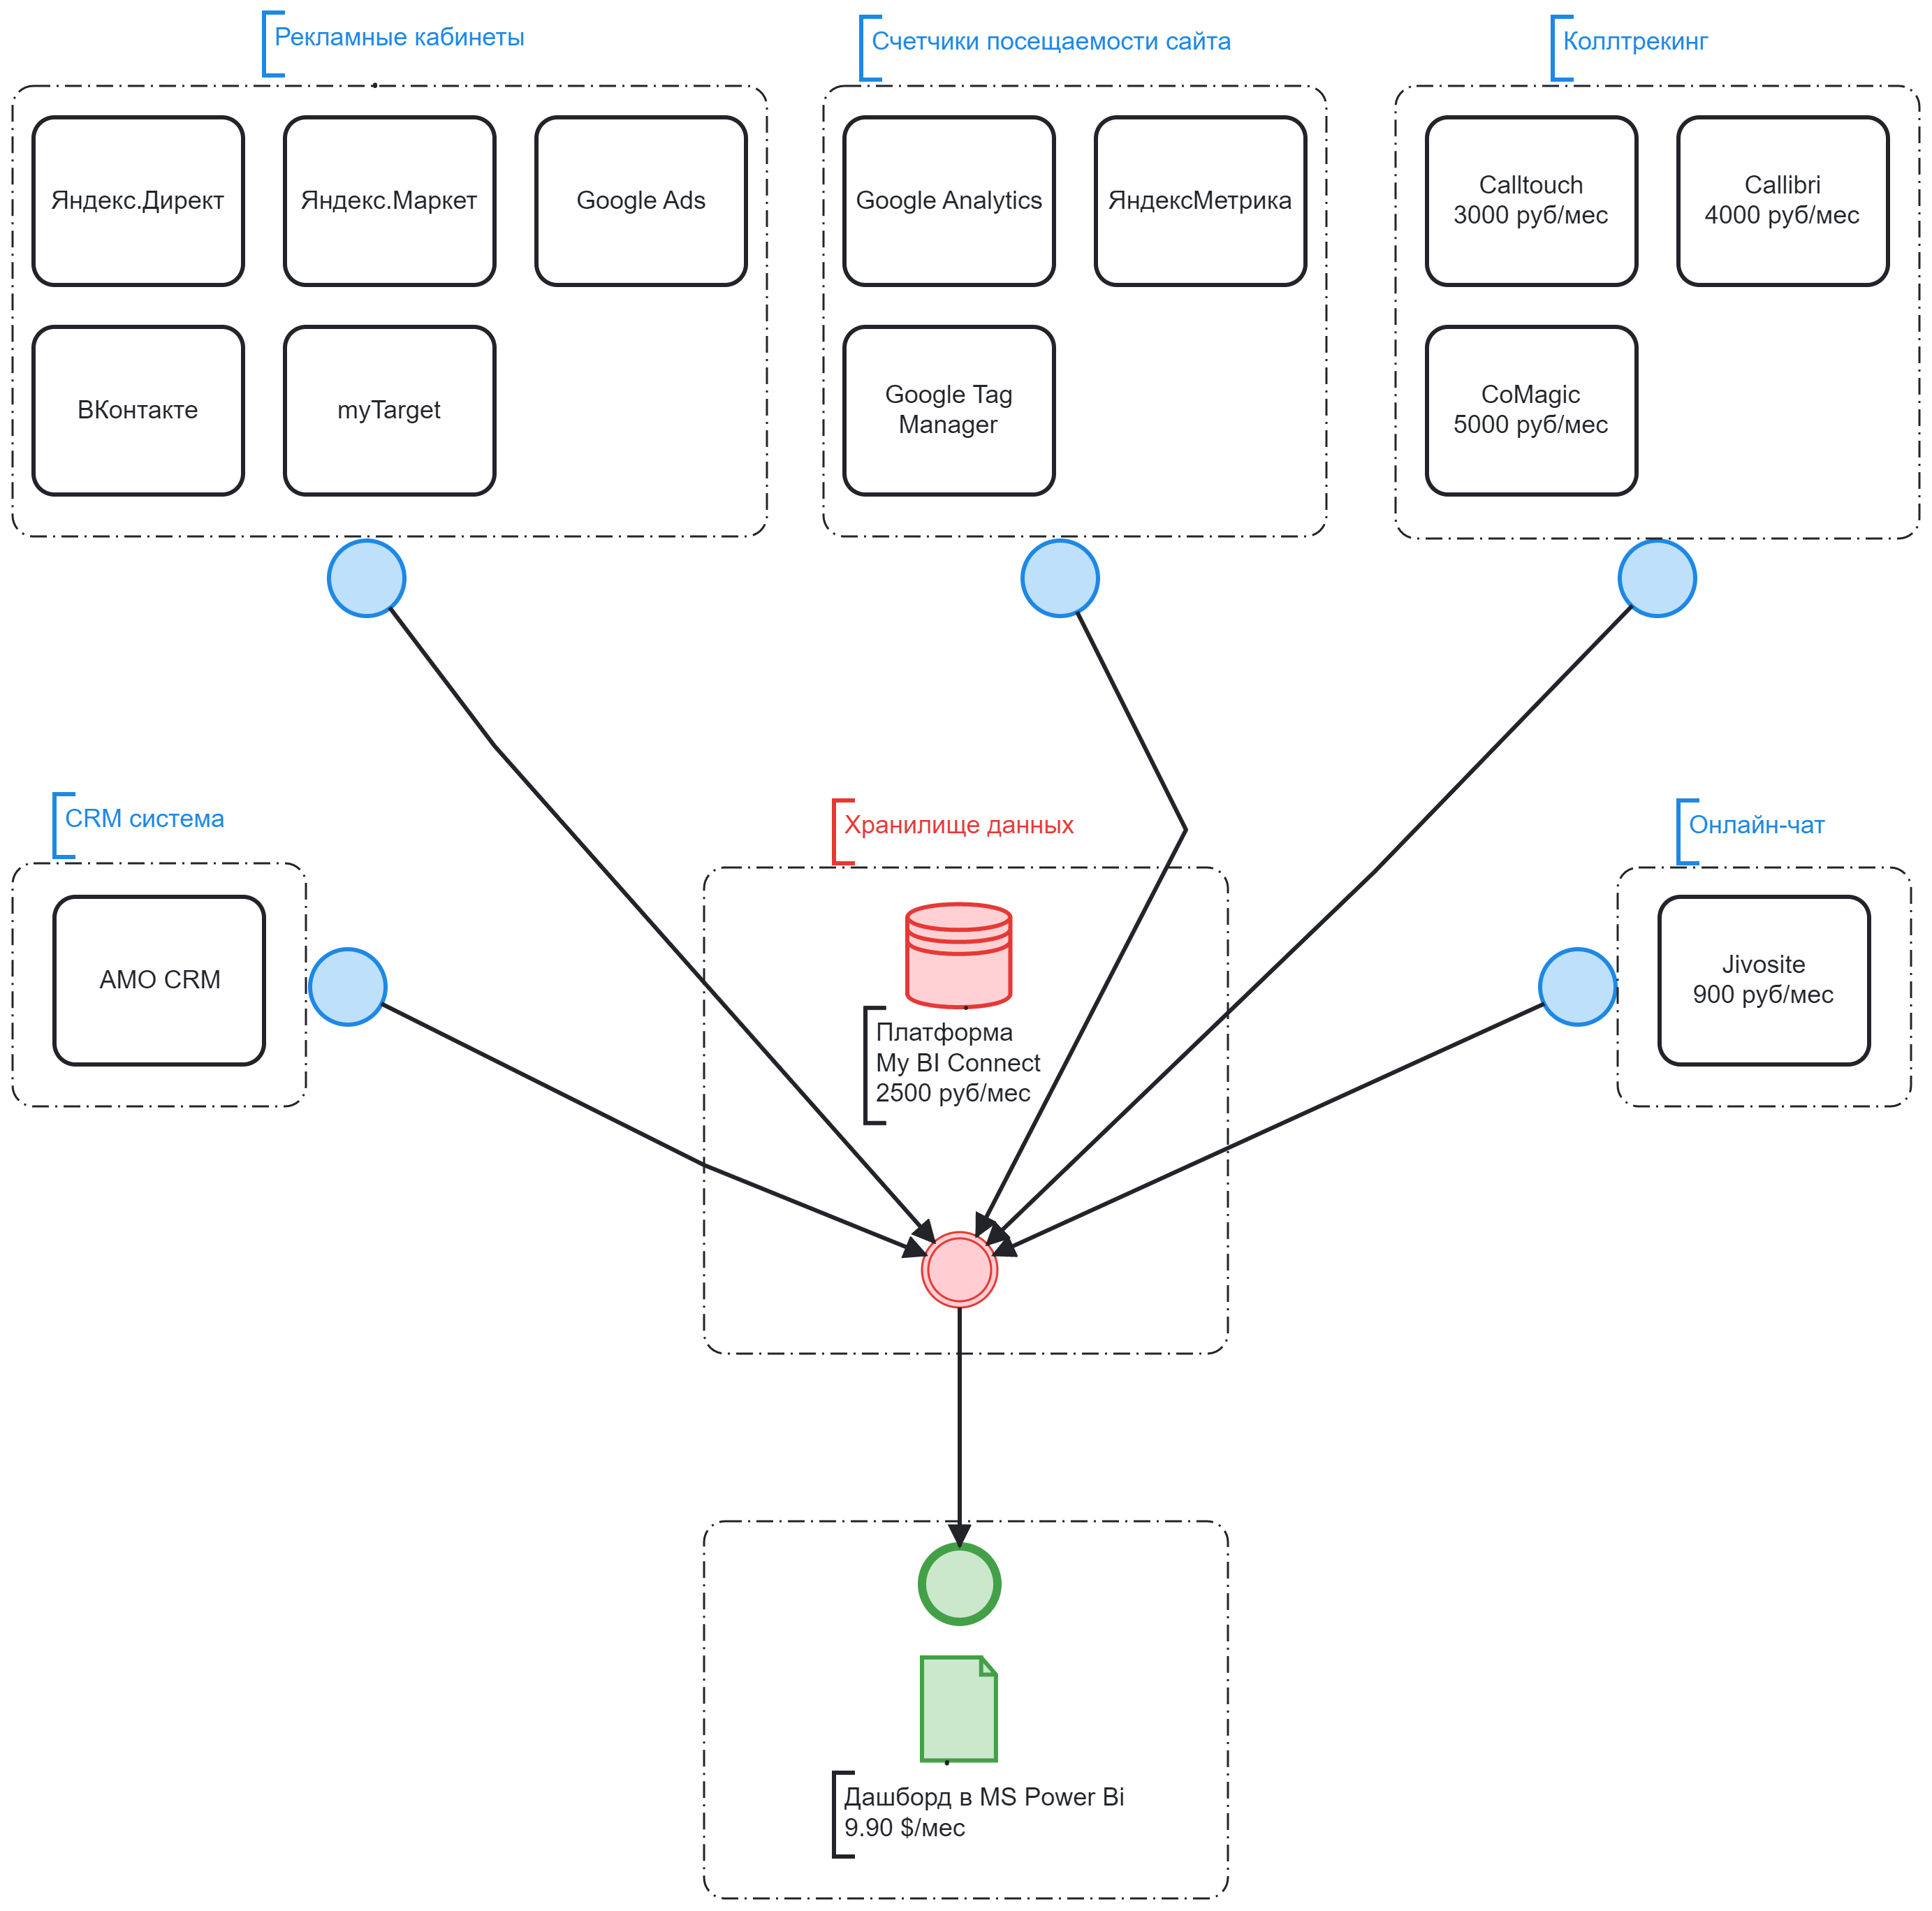 Рекламные кабинеты
Счетчики посещаемости сайта
Коллтрекинг
Яндекс.Директ
Яндекс.Маркет
Google Ads
Google Analytics
ЯндексМетрика
Calltouch
3000 руб/мес
Callibri
4000 руб/мес
ВКонтакте
myTarget
Google Tag
Manager
CoMagic
5000 руб/мес
CRM система
Хранилище данных
Онлайн-чат
AMO CRM
Jivosite
900 руб/мес
Платформа
My BI Connect
2500 руб/мес
Дашборд в MS Power Bi
9.90 $/мес